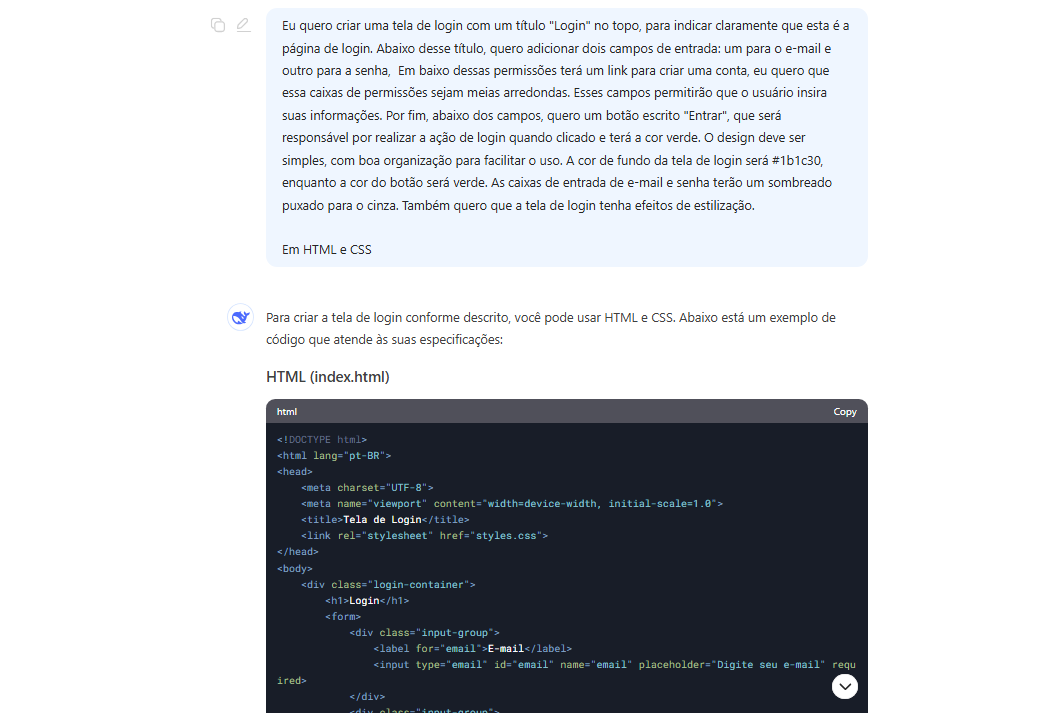 Eu quero criar uma tela de login com um título "Login" no topo, para indicar claramente que esta é a
página de login. Abaixo desse título, quero adicionar dois campos de entrada: um para o e-mail e
outro para a senha,  Em baixo dessas permissões terá um link para criar uma conta, eu quero que
essa caixas de permissões sejam meias arredondas. Esses campos permitirão que o usuário insira
suas informações. Por fim, abaixo dos campos, quero um botão escrito "Entrar", que será
responsável por realizar a ação de login quando clicado e terá a cor verde. O design deve ser
simples, com boa organização para facilitar o uso. A cor de fundo da tela de login será #1b1c30,
enquanto a cor do botão será verde. As caixas de entrada de e-mail e senha terão um sombreado
puxado para o cinza. Também quero que a tela de login tenha efeitos de estilização.
Em HTML e CSS
Para criar a tela de login conforme descrito, você pode usar HTML e CSS. Abaixo está um exemplo de
código que atende às suas especificações:
HTML (index.html)
html Copy
<!DOCTYPE html>
<html lang="pt-BR">
<head>
    <meta charset="UTF-8">
    <meta name="viewport" content="width=device-width, initial-scale=1.0">
    <title>Tela de Login</title>
    <link rel="stylesheet" href="styles.css">
</head>
<body>
    <div class="login-container">
        <h1>Login</h1>
        <form>
            <div class="input-group">
                <label for="email">E-mail</label>
                <input type="email" id="email" name="email" placeholder="Digite seu e-mail" requ
ired>
            </div>
            <div class="input-group">